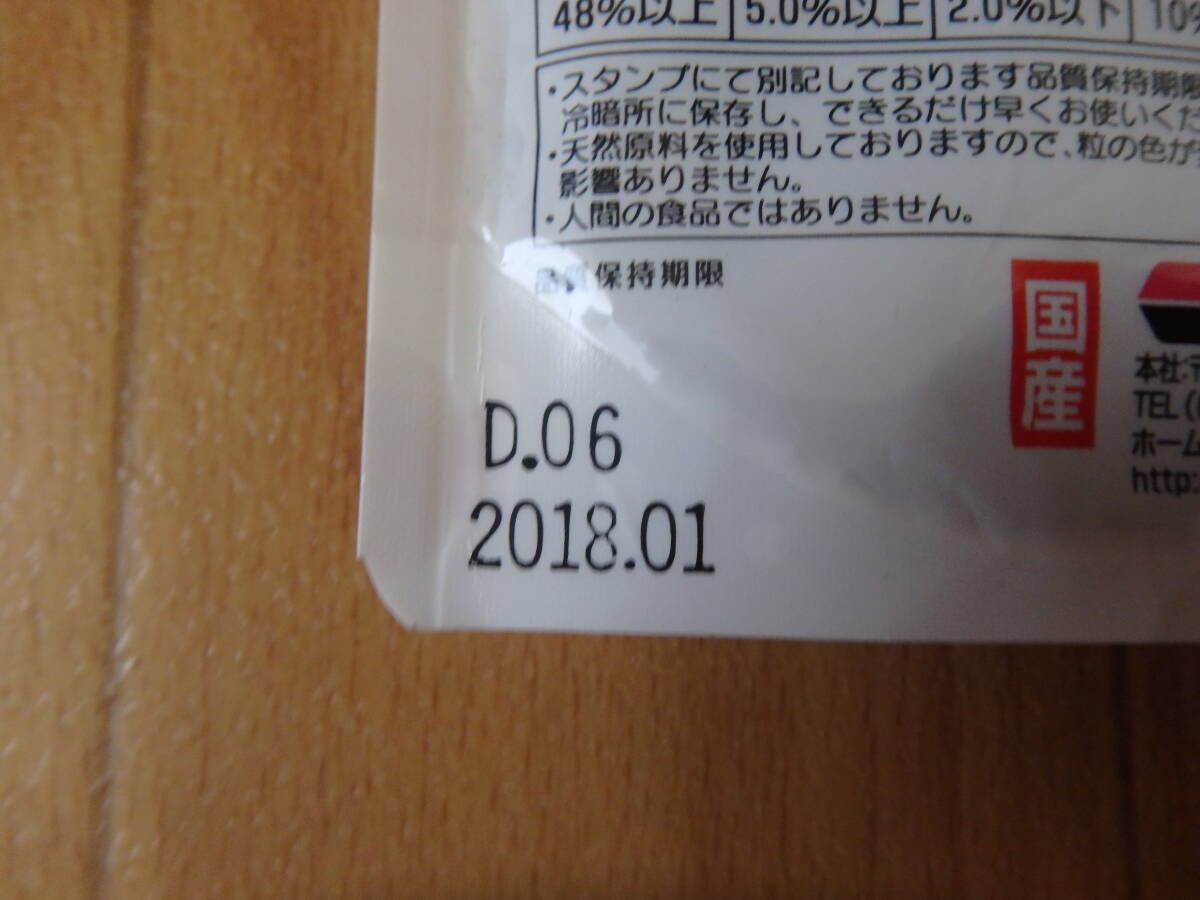 48%以上 5.0%以上 2.0%以下 10%
・スタンプにて別記しております品質保持期限
冷暗所に保存し、できるだけ早くお使いくだ
・天然原料を使用しておりますので、粒の色が
影響ありません。
・人間の食品ではありません。
品質保持期限
国産
本社:
TEL(
ホーム
http:
D.06
2018.01